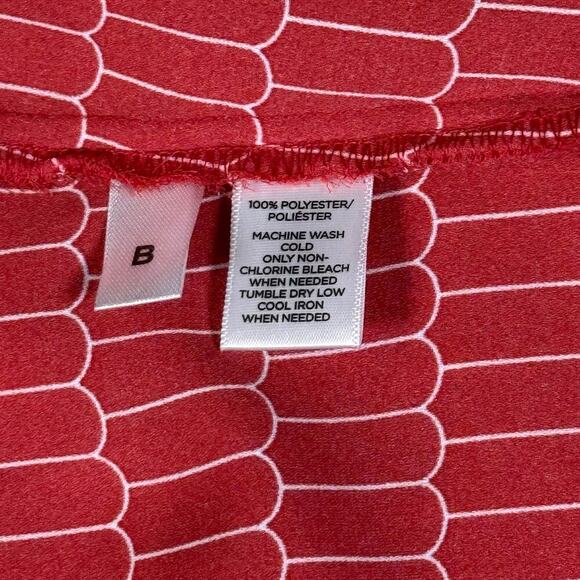 B
100% POLYESTER/
POLIÉSTER
MACHINE WASH
COLD
ONLY NON-
CHLORINE BLEACH
WHEN NEEDED
TUMBLE DRY LOW
COOL IRON
WHEN NEEDED